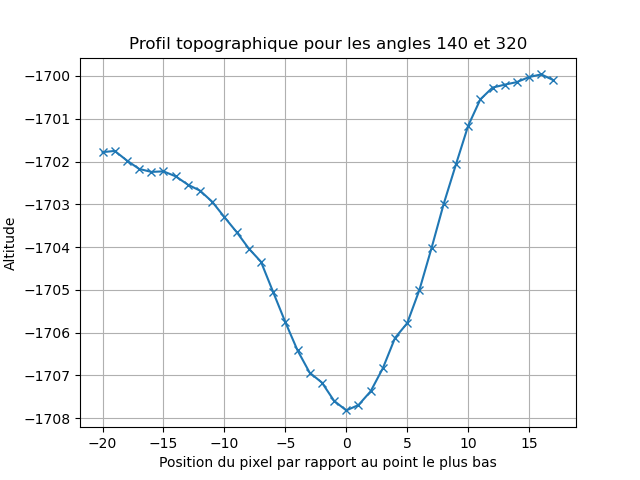 Profil topographique pour les angles 140 et 320
−1700
−1701
−1702
−1703
−1704
−1705
−1706
−1707
−1708
Altitude
−20 −15 −10 −5 0 5 10 15
Position du pixel par rapport au point le plus bas